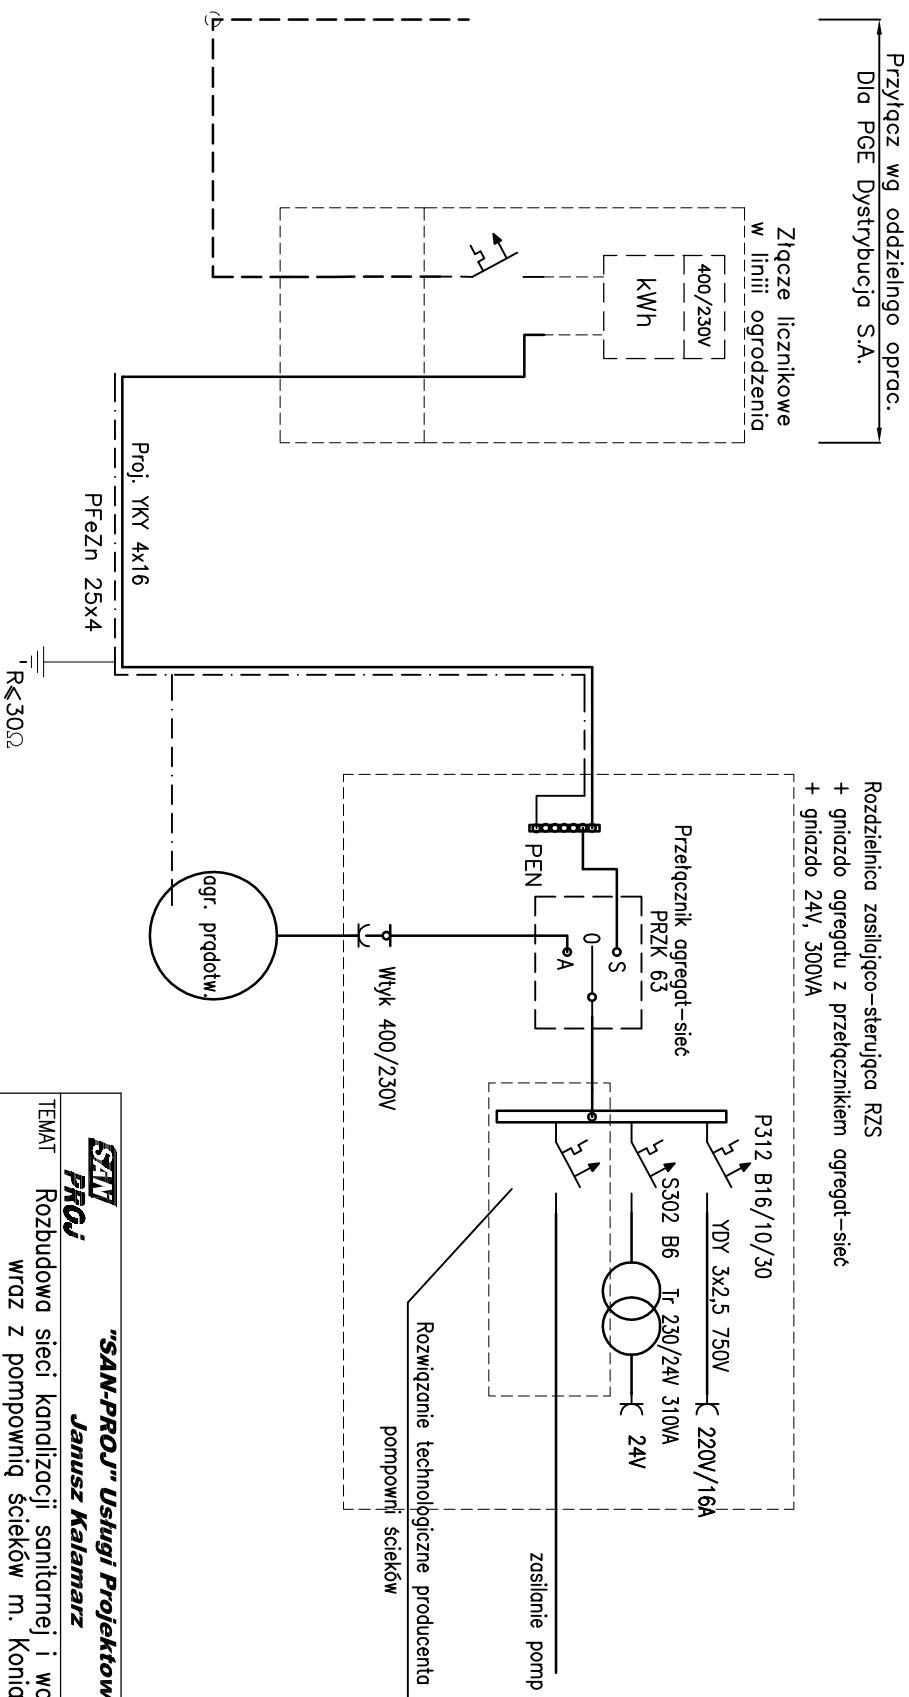 Przyłącz wg oddzielngo oprac.
Dla PGE Dystrybucja S.A.
Złącze licznikowe
w liniii ogrodzenia
400/230V
kWh
Proj. YKY 4x16
PFeZn 25x4
R⩽30Ω
Rozdzielnica zasilająco-sterująca RZS
+ gniazdo agregatu z przełącznikiem agregat-sieć
+ gniazdo 24V, 300VA
Przełącznik agregat-sieć
PRZK 63
PEN
S
0
A
agr. prądotw.
Wtyk 400/230V
P312 B16/10/30
YDY 3x2,5 750V
220V/16A
S302 B6
Tr 230/24V 310VA
24V
zasilanie pomp
Rozwiązanie technologiczne producenta
pompowni ścieków
SAN
PROJ
"SAN-PROJ" Usługi Projektow
Janusz Kalamarz
TEMAT
Rozbudowa sieci kanalizacji sanitarnej i wo
wraz z pompownią ścieków m. Konia